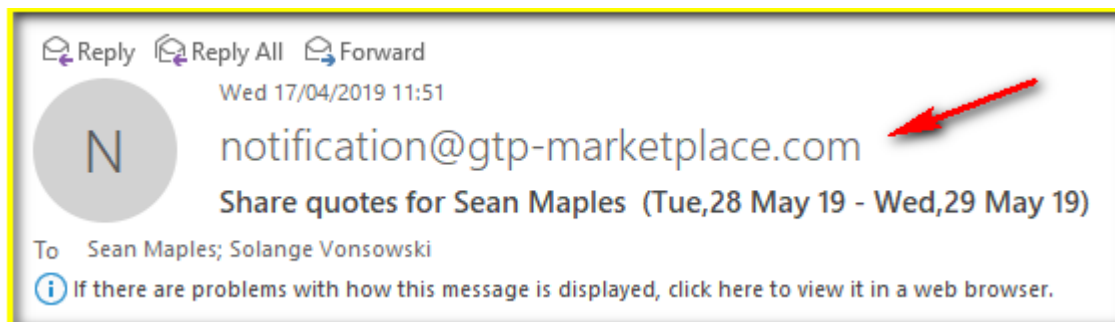 Reply Reply All Forward
Wed 17/04/2019 11:51
N
notification@gtp-marketplace.com
Share quotes for Sean Maples (Tue,28 May 19 - Wed,29 May 19)
To Sean Maples; Solange Vonsowski
If there are problems with how this message is displayed, click here to view it in a web browser.